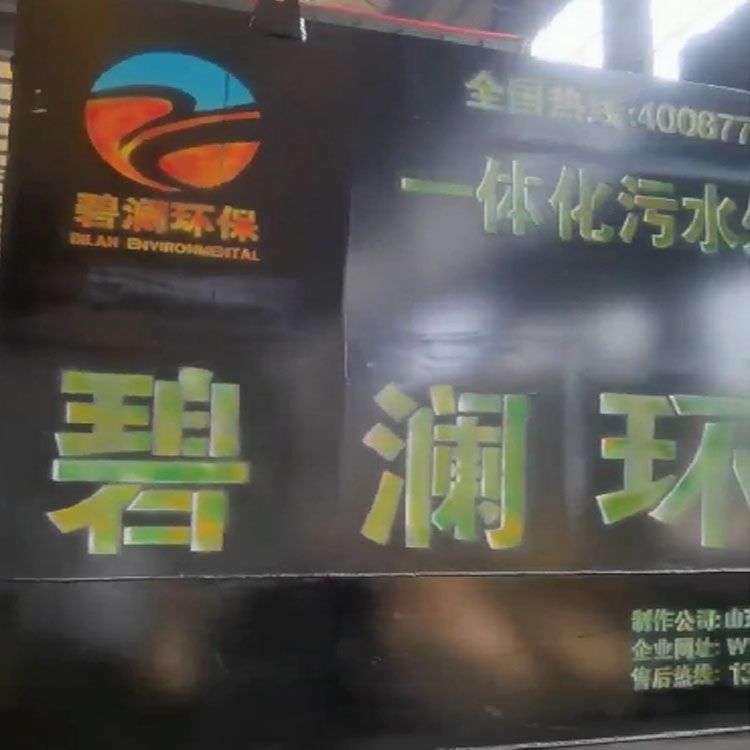 碧澜环保
BILAN ENVIRONMENTAL
全国热线:400877
一体化污水
碧澜环
制作公司:山
企业网址: W
售后热线: 13